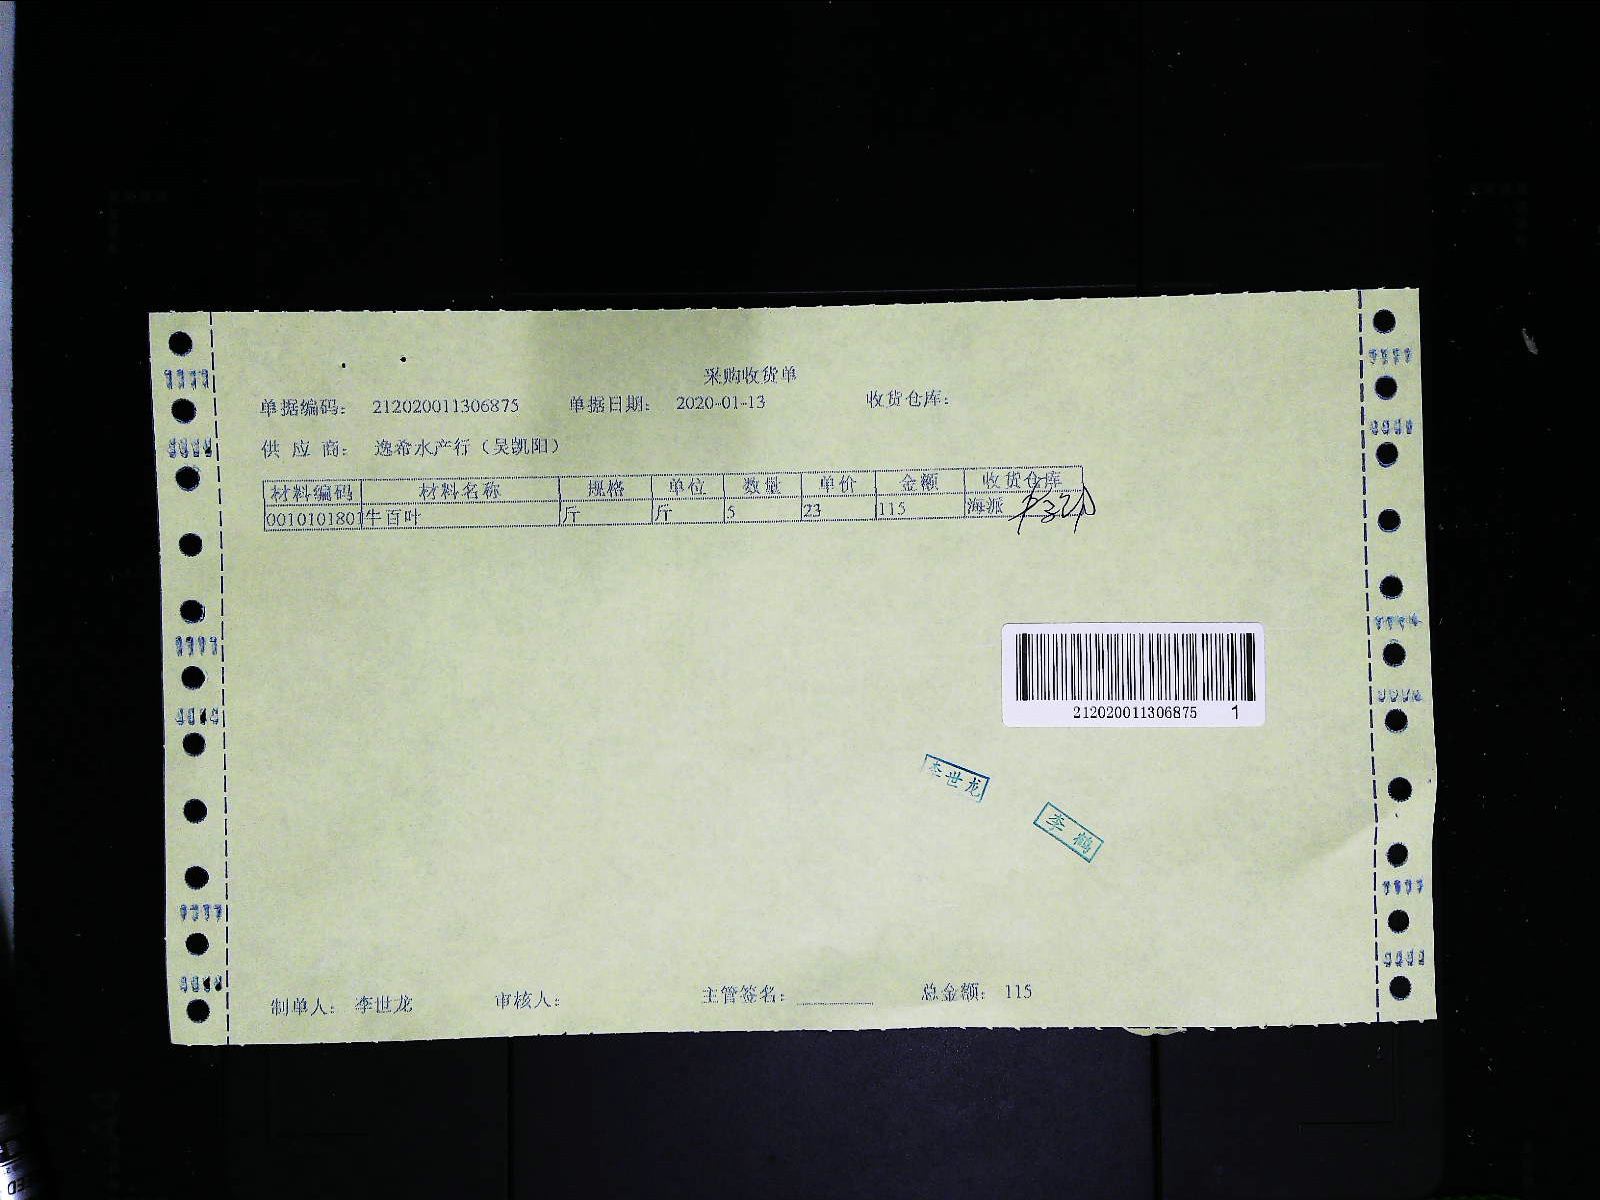 采购收货单
单据编码： 212020011306875 单据日期： 2020-01-13 收货仓库：
供 应 商： 逸希水产行（吴凯阳）
材料编码 材料名称 规格 单位 数量 单价 金额 收货仓库
0010101801 牛百叶 斤 斤 5 23 115 海派
212020011306875 1
李世龙
李鹤
制单人： 李世龙 审核人： 主管签名： 总金额： 115